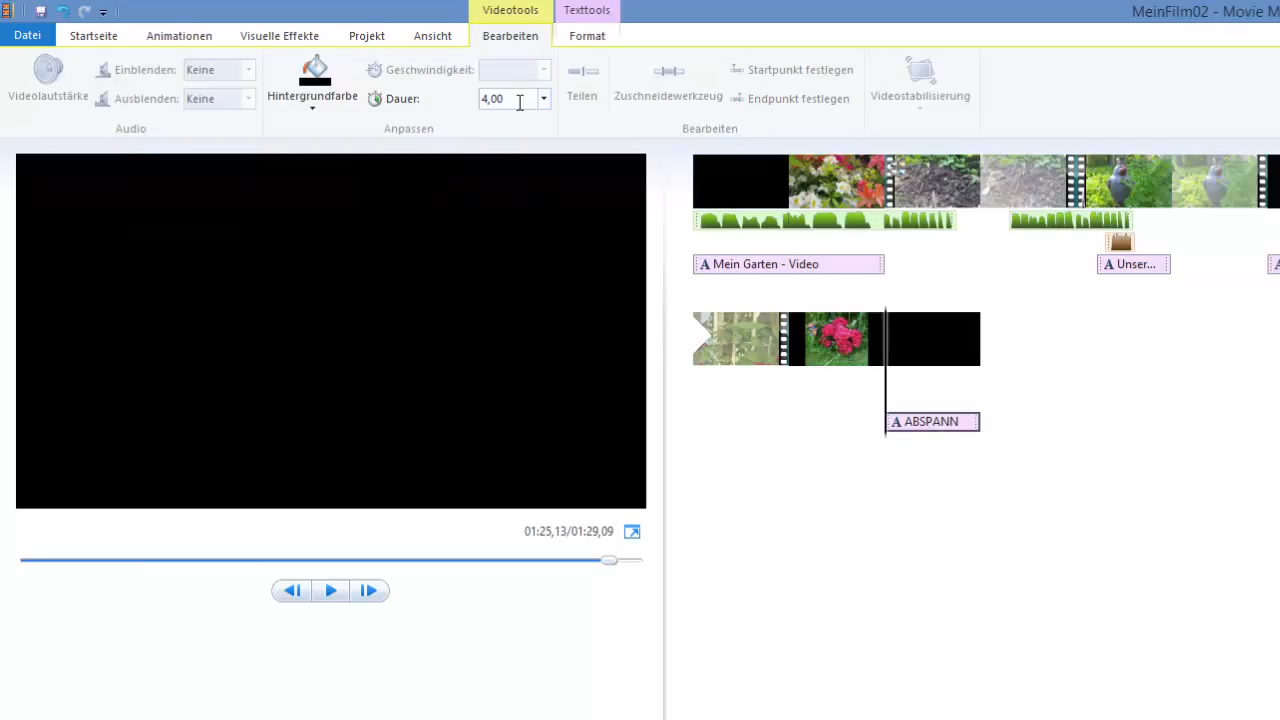 Videotools Texttools MeinFilm02 - Movie M
Datei Startseite Animationen Visuelle Effekte Projekt Ansicht Bearbeiten Format
Videolautstärke
Einblenden: Keine
Ausblenden: Keine
Audio
Hintergrundfarbe
Geschwindigkeit:
Dauer: 4,00
Anpassen
Teilen
Zuschneidewerkzeug
Startpunkt festlegen
Endpunkt festlegen
Bearbeiten
Videostabilisierung
A Mein Garten - Video
A Unser...
A ABSPANN
01:25,13/01:29,09